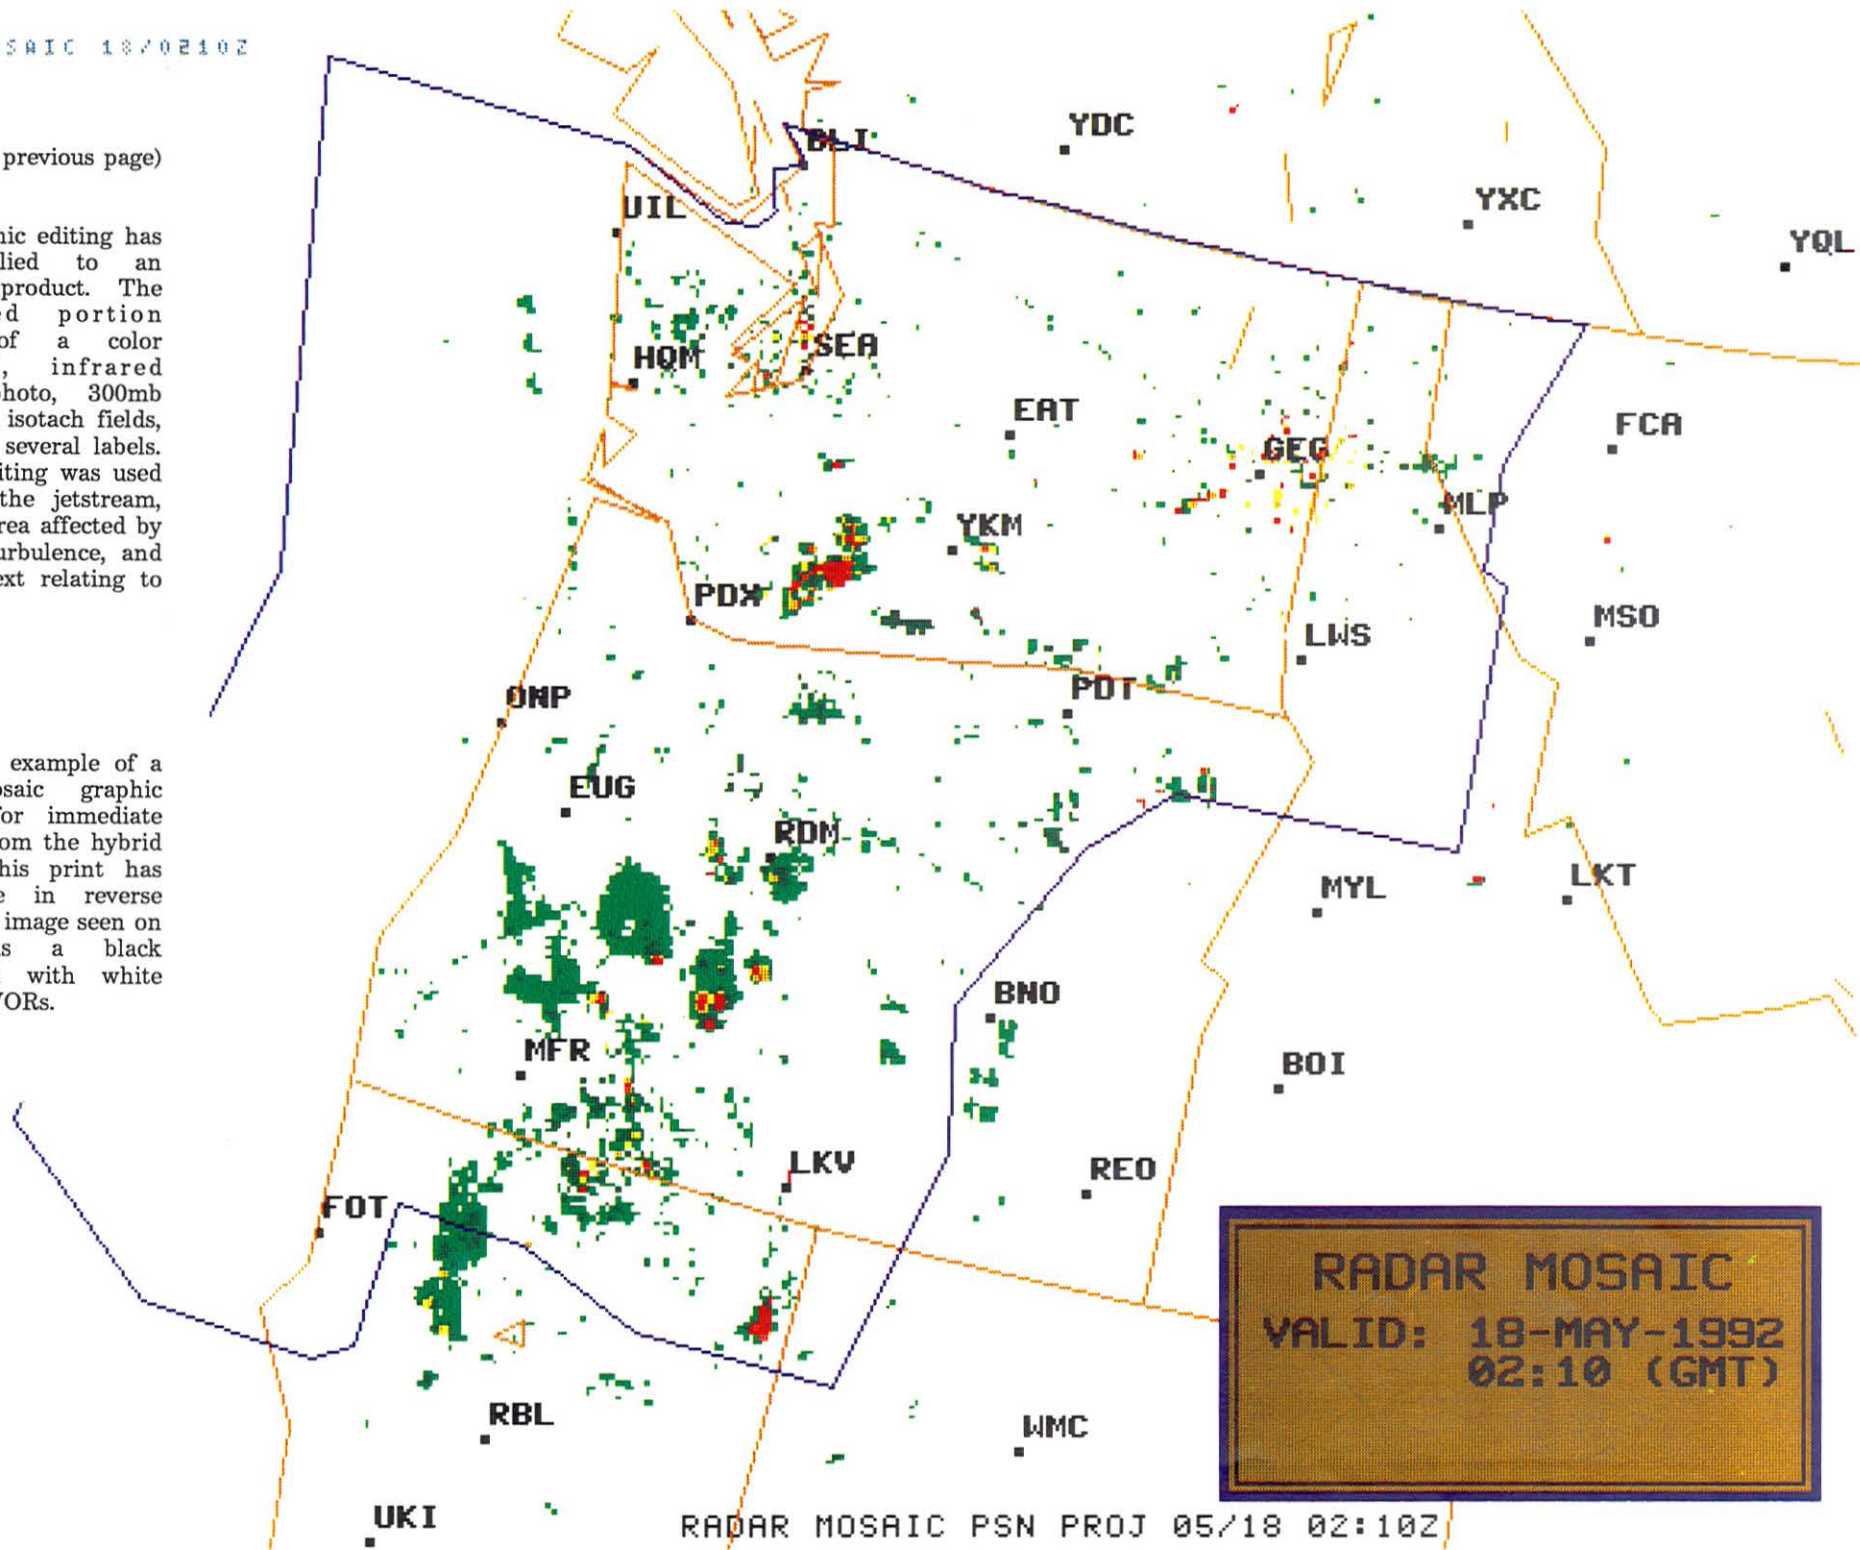 SAIC 18/0210Z
previous page)
nic editing has
lied to an
product. The
d portion
of a color
, infrared
hoto, 300mb
isotach fields,
several labels.
iting was used
the jetstream,
rea affected by
urbulence, and
ext relating to
example of a
osaic graphic
for immediate
om the hybrid
his print has
e in reverse
image seen on
s a black
with white
VORs.
BLI
YDC
UIL
YXC
YQL
HQM
SEA
EAT
GEG
FCA
MLP
YKM
PDX
MSO
LWS
ONP
PDT
EUG
RDM
MYL
LKT
BNO
MFR
BOI
LKV
REO
FOT
RBL
WMC
UKI
RADAR MOSAIC
VALID: 18-MAY-1992
02:10 (GMT)
RADAR MOSAIC PSN PROJ 05/18 02:10Z